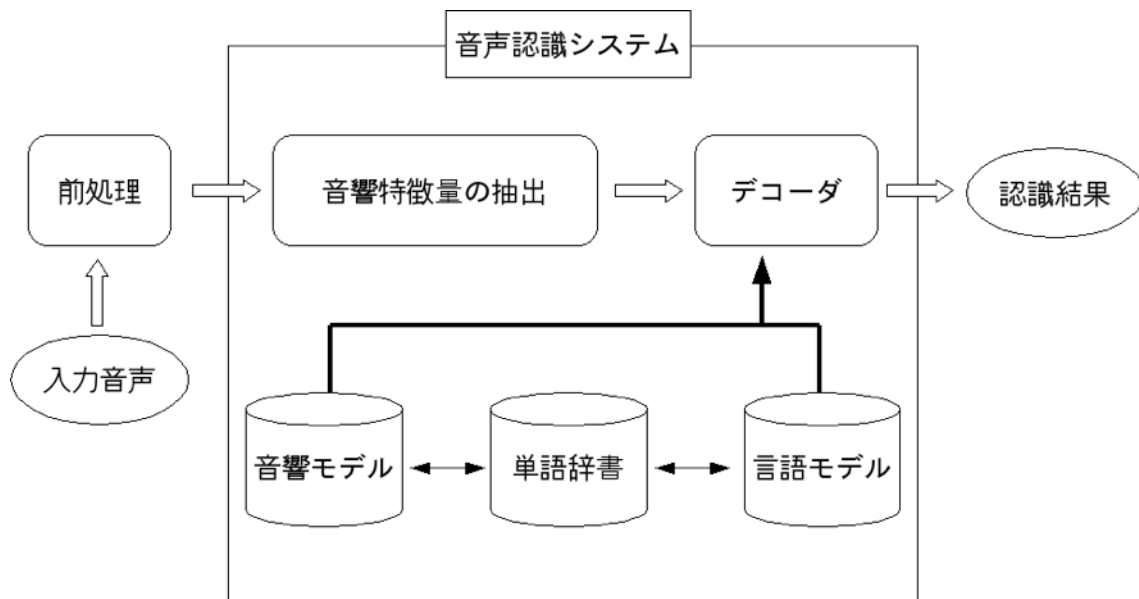 音声認識システム
前処理
音響特徴量の抽出
デコーダ
認識結果
入力音声
音響モデル
単語辞書
言語モデル